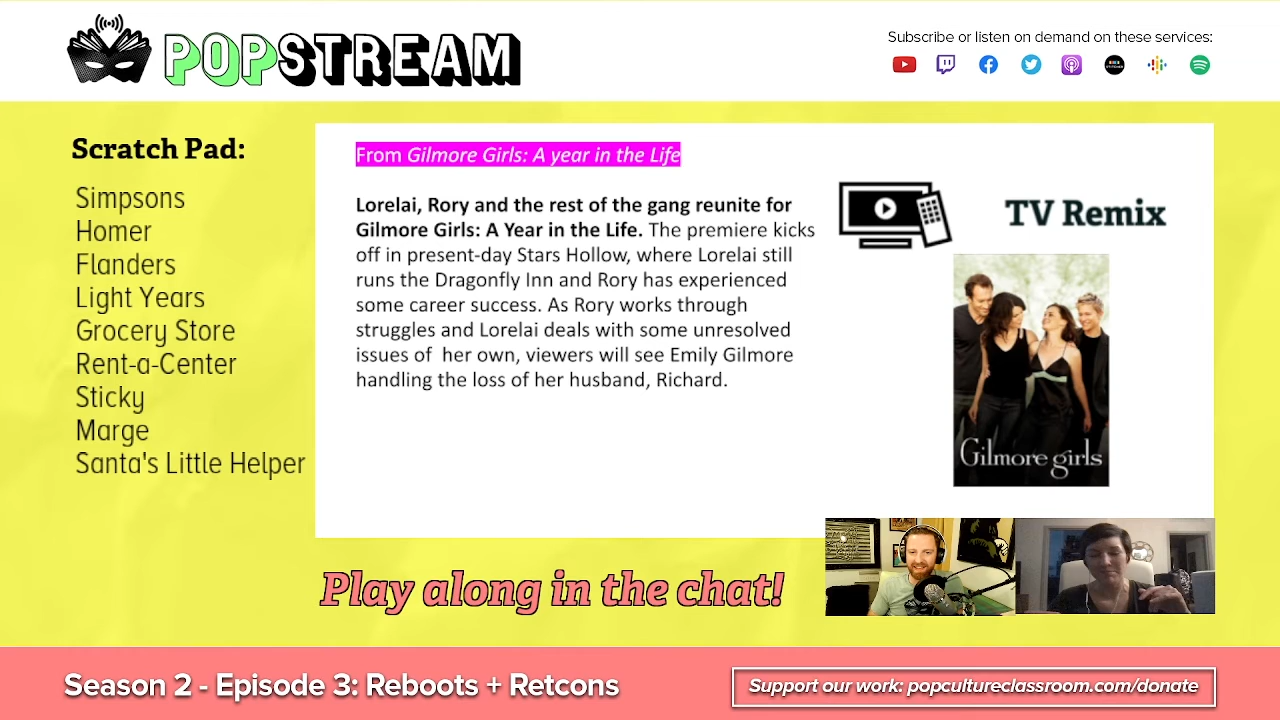 POPSTREAM
Subscribe or listen on demand on these services:
Scratch Pad:
Simpsons
Homer
Flanders
Light Years
Grocery Store
Rent-a-Center
Sticky
Marge
Santa's Little Helper
From Gilmore Girls: A year in the Life
Lorelai, Rory and the rest of the gang reunite for
Gilmore Girls: A Year in the Life. The premiere kicks
off in present-day Stars Hollow, where Lorelai still
runs the Dragonfly Inn and Rory has experienced
some career success. As Rory works through
struggles and Lorelai deals with some unresolved
issues of her own, viewers will see Emily Gilmore
handling the loss of her husband, Richard.
TV Remix
Gilmore girls
Play along in the chat!
Season 2 - Episode 3: Reboots + Retcons
Support our work: popcultureclassroom.com/donate